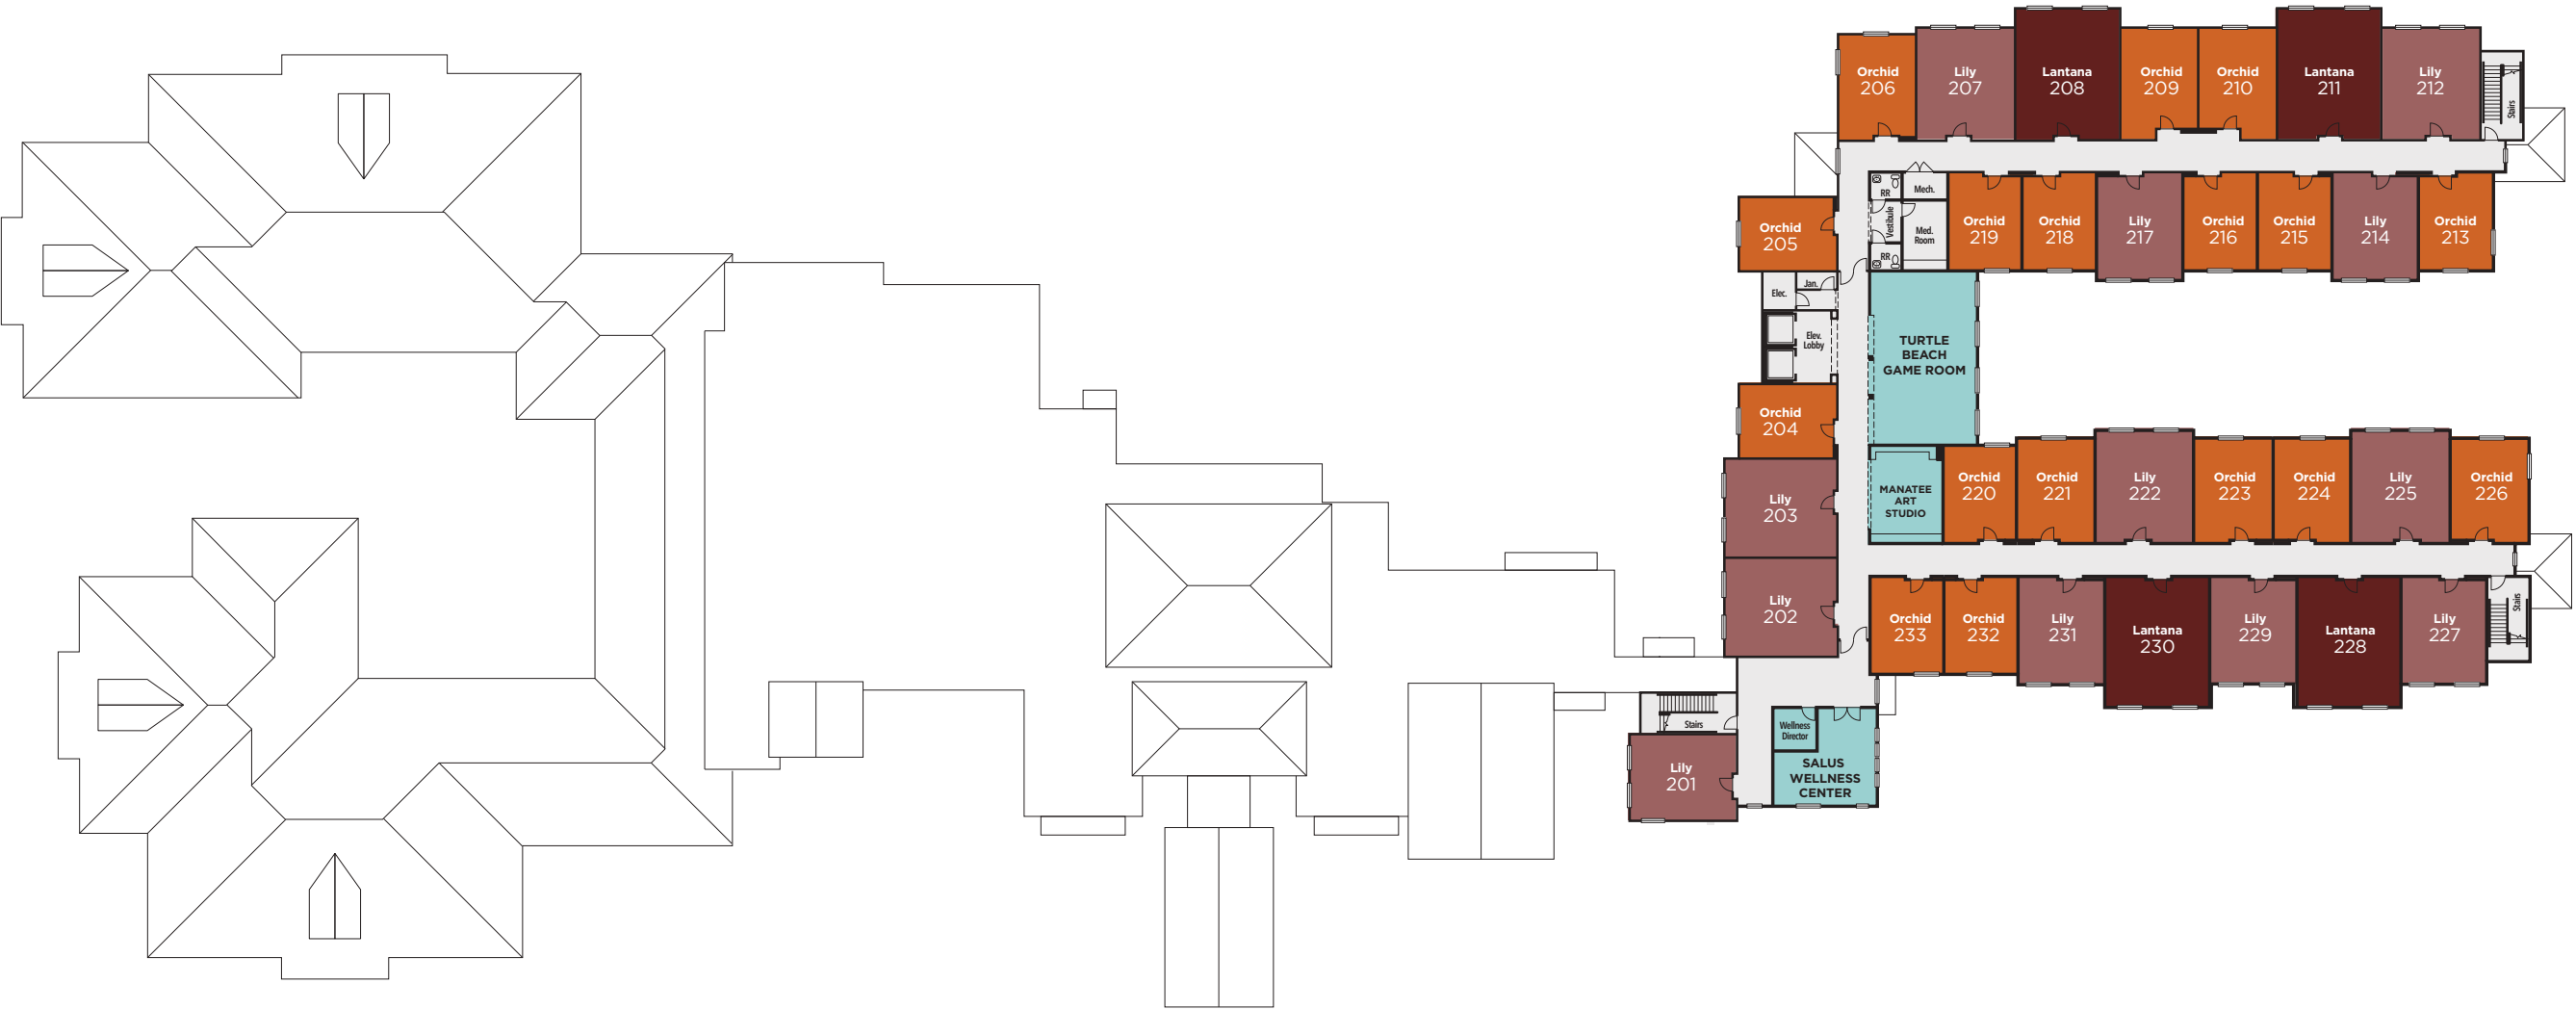 Orchid
206
Lily
207
Lantana
208
Orchid
209
Orchid
210
Lantana
211
Lily
212
Stairs
Orchid
205
RR
Vestibule
RR
Mech.
Med.
Room
Orchid
219
Orchid
218
Lily
217
Orchid
216
Orchid
215
Lily
214
Orchid
213
Elec.
Jan.
Elev.
Lobby
TURTLE
BEACH
GAME ROOM
Orchid
204
Lily
203
Lily
202
MANATEE
ART
STUDIO
Orchid
220
Orchid
221
Lily
222
Orchid
223
Orchid
224
Lily
225
Orchid
226
Orchid
233
Orchid
232
Lily
231
Lantana
230
Lily
229
Lantana
228
Lily
227
Stairs
Stairs
Lily
201
Wellness
Director
SALUS
WELLNESS
CENTER